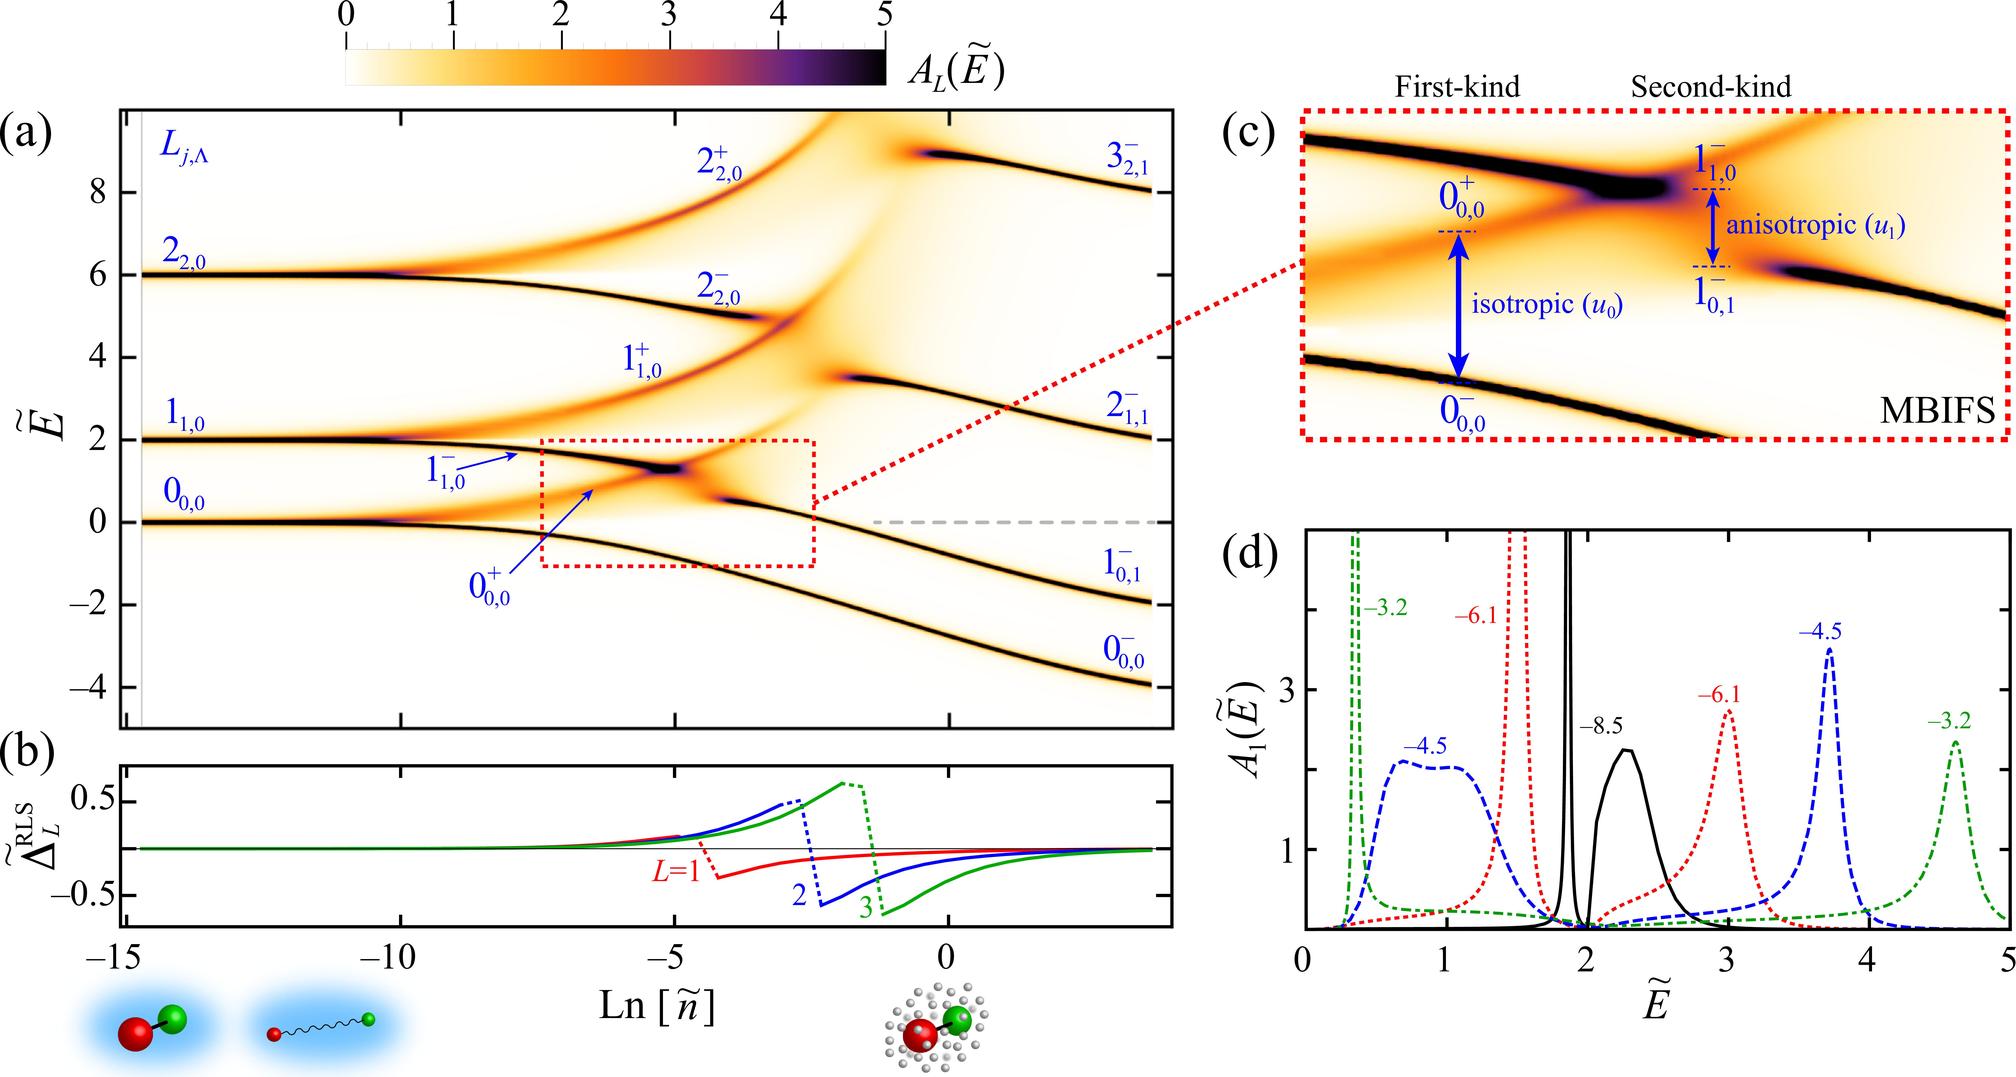 0 1 2 3 4 5
A_L(Ẽ)
(a)
L_{j,Λ}
2^+_{2,0}
3^−_{2,1}
8
2_{2,0}
6
2^−_{2,0}
4
1^+_{1,0}
2^−_{1,1}
Ẽ
1_{1,0}
2
1^−_{1,0}
0_{0,0}
0
0^+_{0,0}
1^−_{0,1}
−2
0^−_{0,0}
−4
(b)
Δ̃_L^{RLS}
0.5
−0.5
L=1
2
3
−15 −10 −5 0
Ln [ñ]
First-kind Second-kind
(c)
0^+_{0,0}
1^−_{1,0}
anisotropic (u_1)
isotropic (u_0)
1^−_{0,1}
0^−_{0,0}
MBIFS
(d)
−3.2
−6.1
−4.5
−6.1
−3.2
−8.5
−4.5
A_1(Ẽ)
3
1
0 1 2 3 4 5
Ẽ